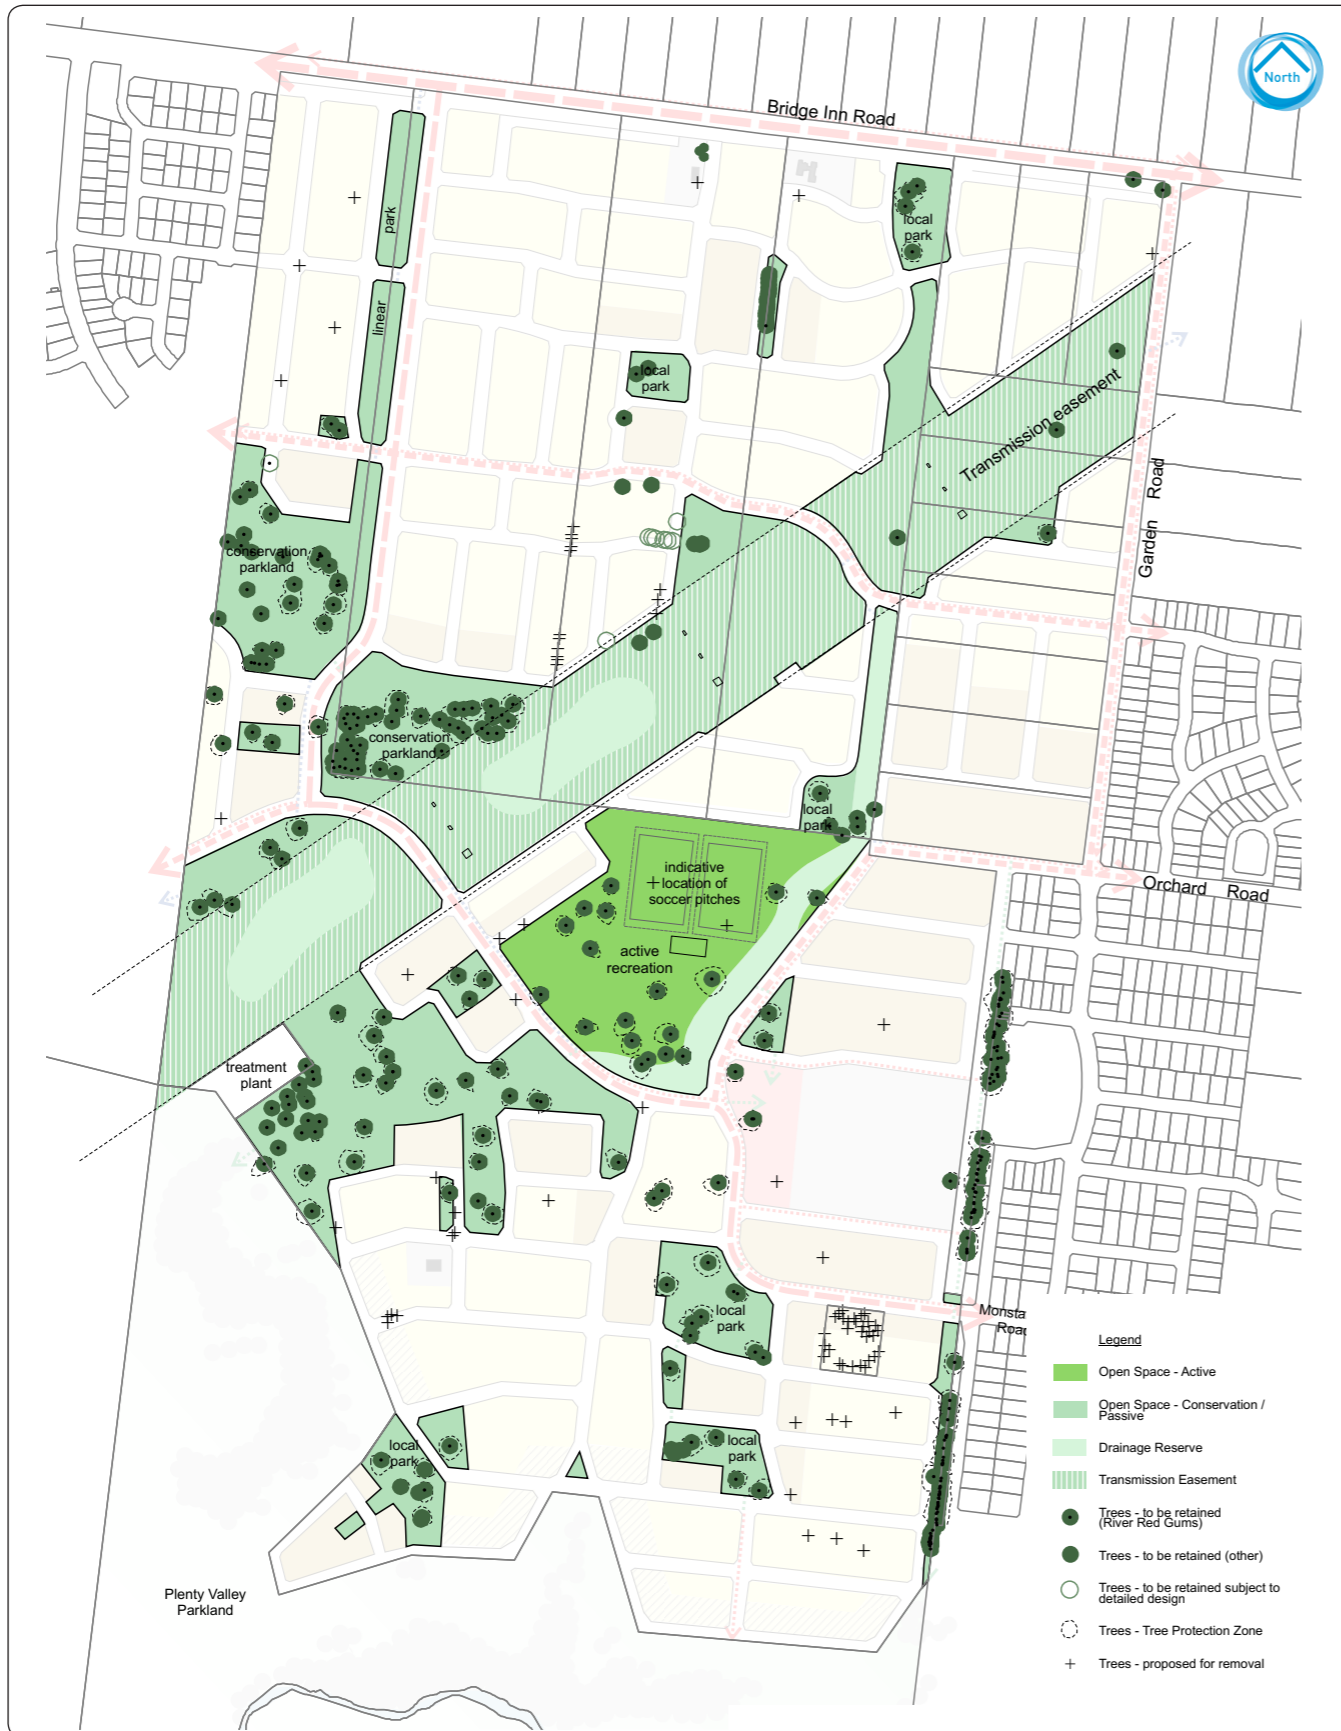 North
Bridge Inn Road
park
local
park
linear
local
park
Transmission easement
Garden Road
conservation
parkland
conservation
parkland
local
park
indicative
location of
soccer pitches
Orchard Road
active
recreation
treatment
plant
local
park
Monsta
Road
local
park
local
park
Plenty Valley
Parkland
Legend
Open Space - Active
Open Space - Conservation /
Passive
Drainage Reserve
Transmission Easement
Trees - to be retained
(River Red Gums)
Trees - to be retained (other)
Trees - to be retained subject to
detailed design
Trees - Tree Protection Zone
Trees - proposed for removal